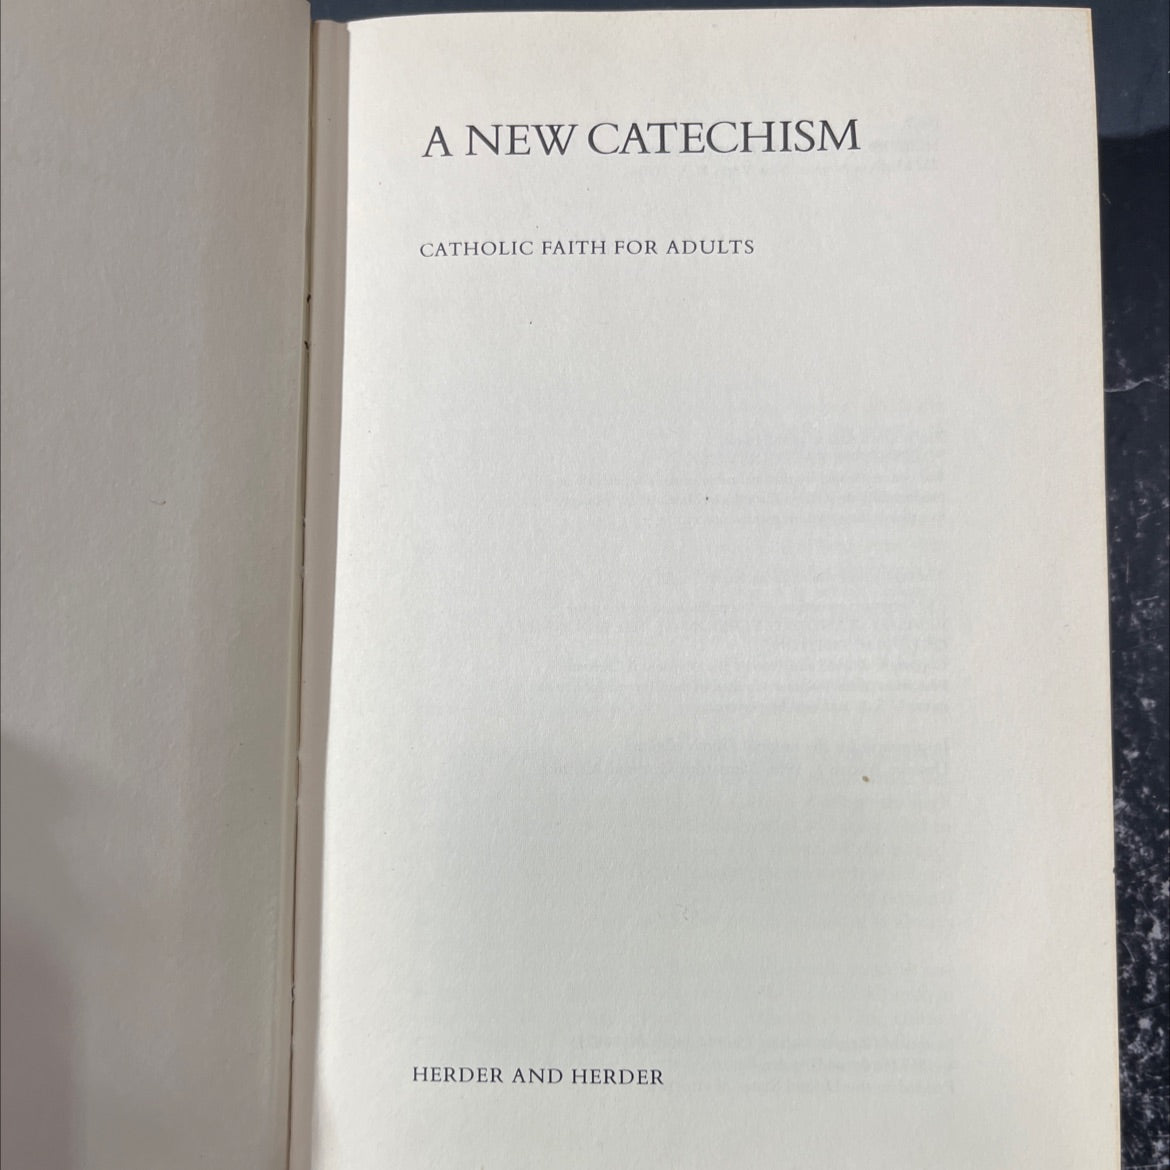 A NEW CATECHISM
CATHOLIC FAITH FOR ADULTS
HERDER AND HERDER